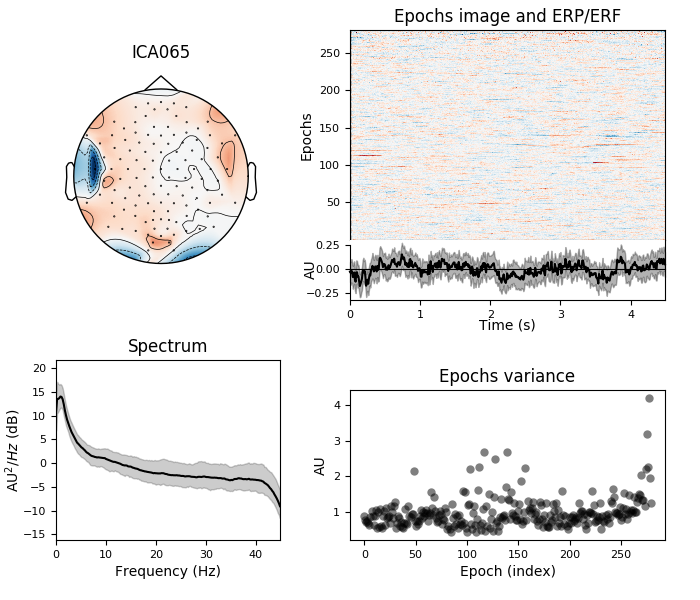 ICA065
Epochs image and ERP/ERF
Epochs
250
200
150
100
50
AU
0.25
0.00
−0.25
0 1 2 3 4
Time (s)
Spectrum
AU²/Hz (dB)
20
15
10
5
0
−5
−10
−15
0 10 20 30 40
Frequency (Hz)
Epochs variance
AU
4
3
2
1
0 50 100 150 200 250
Epoch (index)